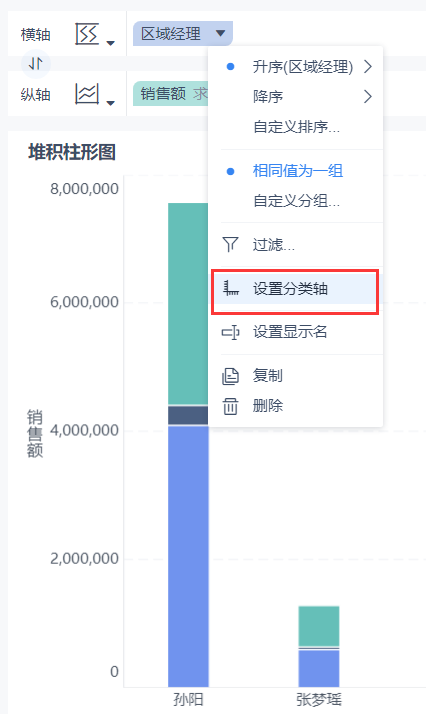 横轴
区域经理
纵轴
销售额 求
升序(区域经理)
降序
自定义排序...
相同值为一组
自定义分组...
过滤...
设置分类轴
设置显示名
复制
删除
堆积柱形图
8,000,000
6,000,000
4,000,000
2,000,000
0
销售额
孙阳
张梦瑶